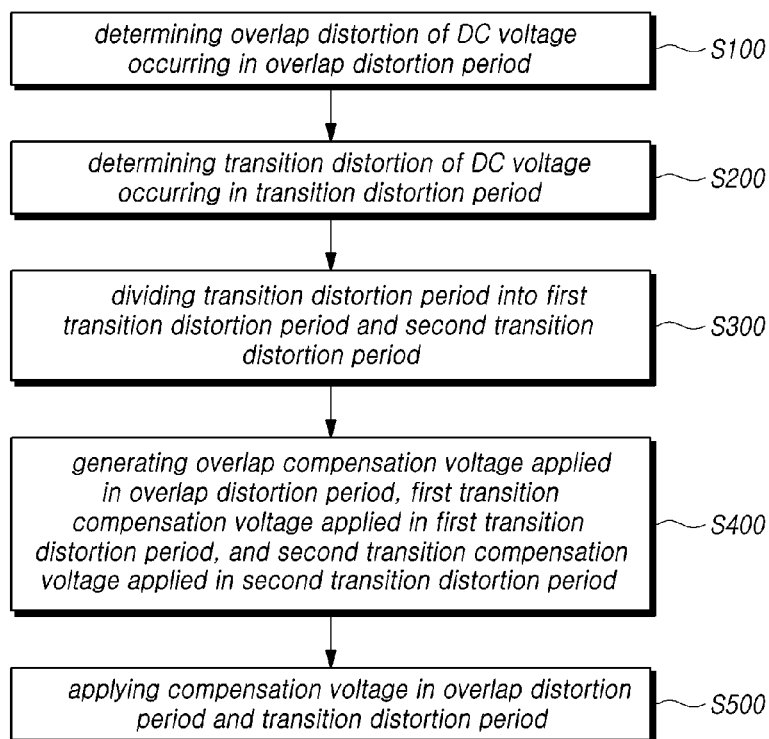 determining overlap distortion of DC voltage
occurring in overlap distortion period
S100
determining transition distortion of DC voltage
occurring in transition distortion period
S200
dividing transition distortion period into first
transition distortion period and second transition
distortion period
S300
generating overlap compensation voltage applied
in overlap distortion period, first transition
compensation voltage applied in first transition
distortion period, and second transition compensation
voltage applied in second transition distortion period
S400
applying compensation voltage in overlap distortion
period and transition distortion period
S500